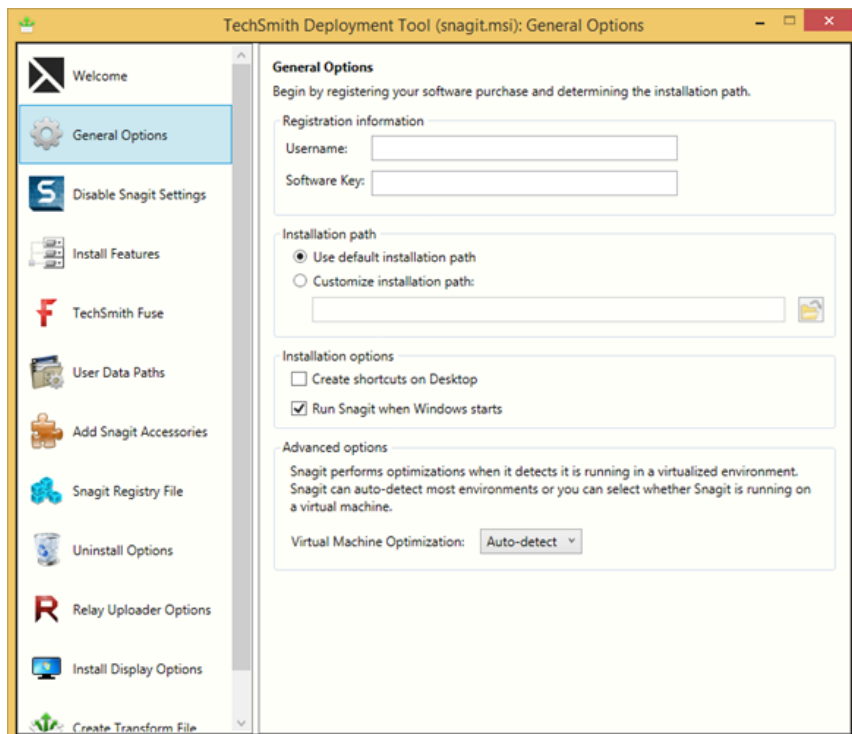 TechSmith Deployment Tool (snagit.msi): General Options
Welcome
General Options
Disable Snagit Settings
Install Features
TechSmith Fuse
User Data Paths
Add Snagit Accessories
Snagit Registry File
Uninstall Options
Relay Uploader Options
Install Display Options
Create Transform File
General Options
Begin by registering your software purchase and determining the installation path.
Registration information
Username:
Software Key:
Installation path
Use default installation path
Customize installation path:
Installation options
Create shortcuts on Desktop
Run Snagit when Windows starts
Advanced options
Snagit performs optimizations when it detects it is running in a virtualized environment.
Snagit can auto-detect most environments or you can select whether Snagit is running on
a virtual machine.
Virtual Machine Optimization: Auto-detect